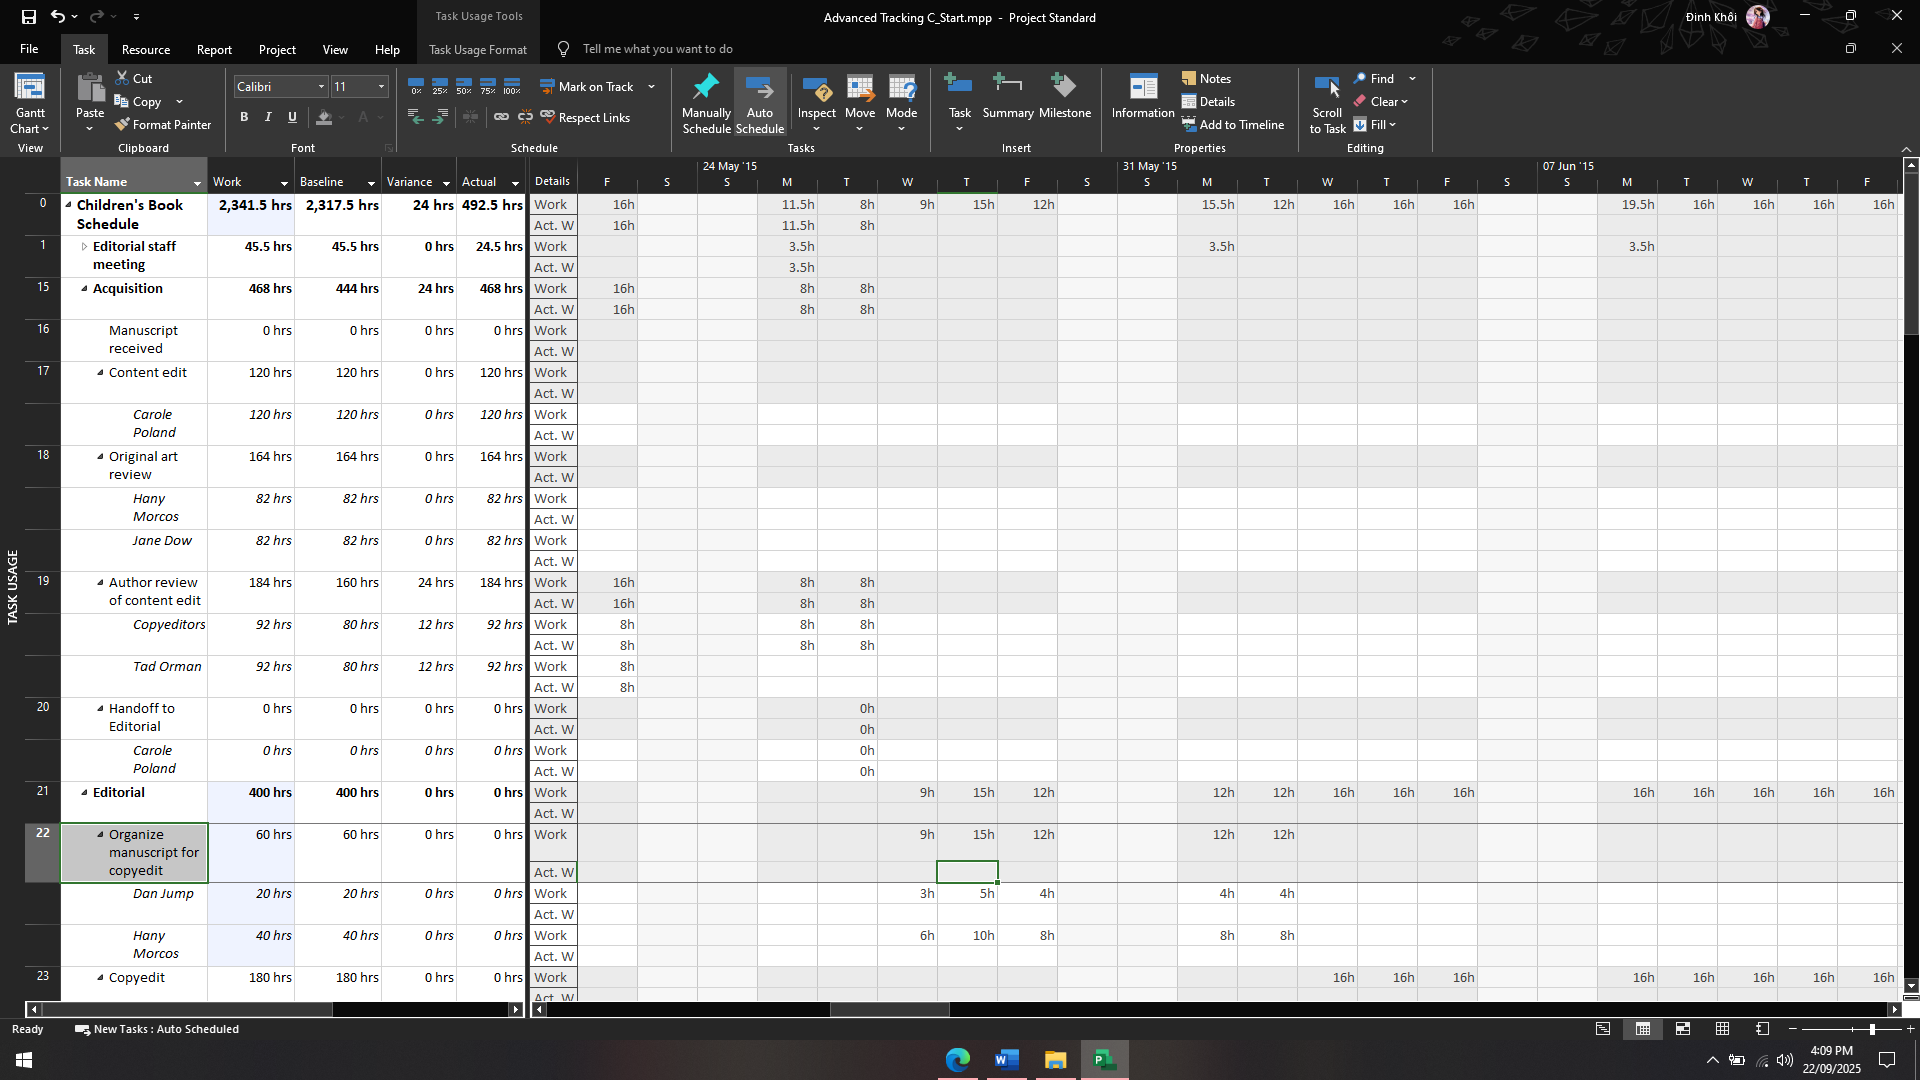 Task Usage Tools
Advanced Tracking C_Start.mpp - Project Standard
Đinh Khôi
File Task Resource Report Project View Help Task Usage Format Tell me what you want to do
Gantt Chart
View
Paste
Cut
Copy
Format Painter
Clipboard
Calibri 11
B I U A
Font
0% 25% 50% 75% 100%
Mark on Track
Respect Links
Schedule
Manually Schedule
Auto Schedule
Inspect
Move
Mode
Tasks
Task
Summary
Milestone
Insert
Information
Notes
Details
Add to Timeline
Properties
Scroll to Task
Find
Clear
Fill
Editing
24 May '15 31 May '15 07 Jun '15
Task Name Work Baseline Variance Actual Details F S S M T W T F S S M T W T F S S M T W T F
0 Children's Book Schedule 2,341.5 hrs 2,317.5 hrs 24 hrs 492.5 hrs Work 16h 11.5h 8h 9h 15h 12h 15.5h 12h 16h 16h 16h 19.5h 16h 16h 16h 16h
Act. W 16h 11.5h 8h
1 Editorial staff meeting 45.5 hrs 45.5 hrs 0 hrs 24.5 hrs Work 3.5h 3.5h 3.5h
Act. W 3.5h
15 Acquisition 468 hrs 444 hrs 24 hrs 468 hrs Work 16h 8h 8h
Act. W 16h 8h 8h
16 Manuscript received 0 hrs 0 hrs 0 hrs 0 hrs Work
Act. W
17 Content edit 120 hrs 120 hrs 0 hrs 120 hrs Work
Act. W
Carole Poland 120 hrs 120 hrs 0 hrs 120 hrs Work
Act. W
18 Original art review 164 hrs 164 hrs 0 hrs 164 hrs Work
Act. W
Hany Morcos 82 hrs 82 hrs 0 hrs 82 hrs Work
Act. W
Jane Dow 82 hrs 82 hrs 0 hrs 82 hrs Work
Act. W
19 Author review of content edit 184 hrs 160 hrs 24 hrs 184 hrs Work 16h 8h 8h
Act. W 16h 8h 8h
Copyeditors 92 hrs 80 hrs 12 hrs 92 hrs Work 8h 8h 8h
Act. W 8h 8h 8h
Tad Orman 92 hrs 80 hrs 12 hrs 92 hrs Work 8h
Act. W 8h
20 Handoff to Editorial 0 hrs 0 hrs 0 hrs 0 hrs Work 0h
Act. W 0h
Carole Poland 0 hrs 0 hrs 0 hrs 0 hrs Work 0h
Act. W 0h
21 Editorial 400 hrs 400 hrs 0 hrs 0 hrs Work 9h 15h 12h 12h 12h 16h 16h 16h 16h 16h 16h 16h 16h
Act. W
22 Organize manuscript for copyedit 60 hrs 60 hrs 0 hrs 0 hrs Work 9h 15h 12h 12h 12h
Act. W
Dan Jump 20 hrs 20 hrs 0 hrs 0 hrs Work 3h 5h 4h 4h 4h
Act. W
Hany Morcos 40 hrs 40 hrs 0 hrs 0 hrs Work 6h 10h 8h 8h 8h
Act. W
23 Copyedit 180 hrs 180 hrs 0 hrs 0 hrs Work 16h 16h 16h 16h 16h 16h 16h 16h
Act. W
TASK USAGE
Ready New Tasks : Auto Scheduled
4:09 PM
22/09/2025